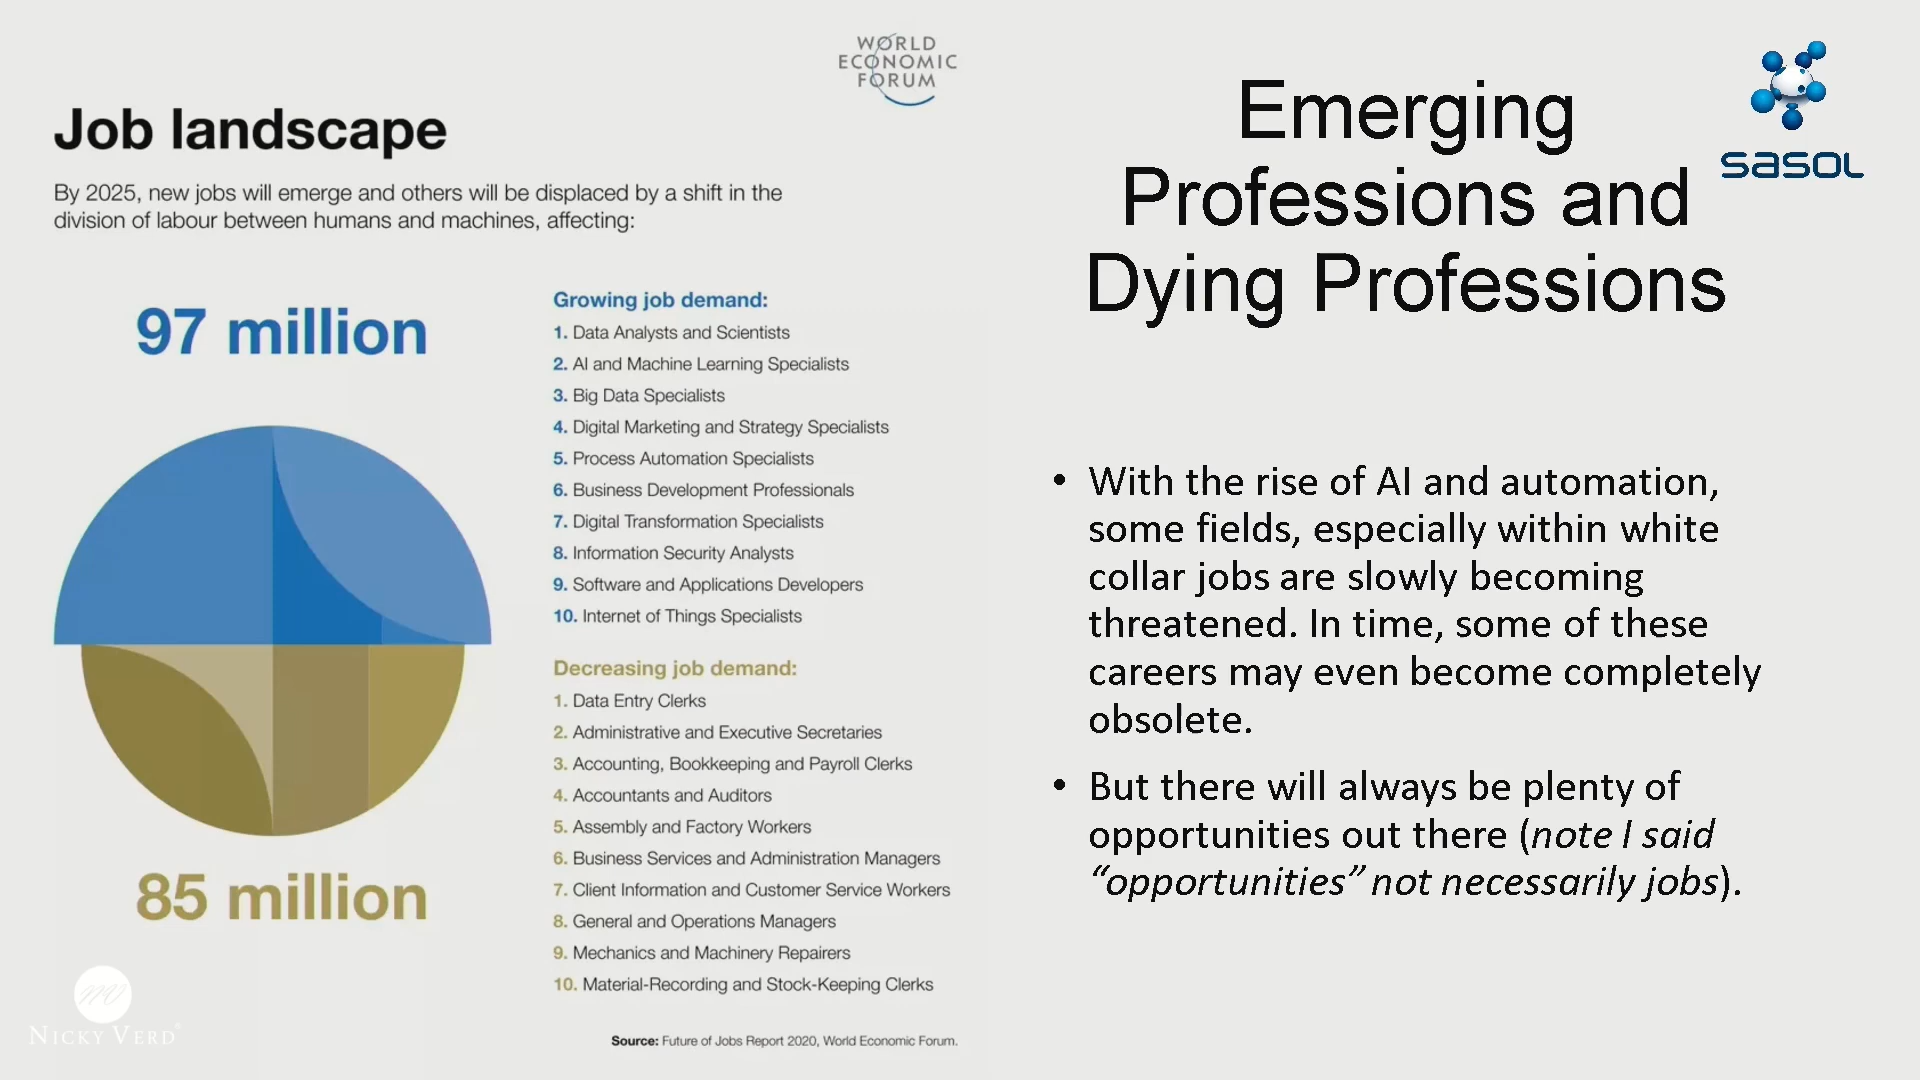 WORLD
ECONOMIC
FORUM
Job landscape
By 2025, new jobs will emerge and others will be displaced by a shift in the
division of labour between humans and machines, affecting:
97 million
85 million
Growing job demand:
1. Data Analysts and Scientists
2. AI and Machine Learning Specialists
3. Big Data Specialists
4. Digital Marketing and Strategy Specialists
5. Process Automation Specialists
6. Business Development Professionals
7. Digital Transformation Specialists
8. Information Security Analysts
9. Software and Applications Developers
10. Internet of Things Specialists
Decreasing job demand:
1. Data Entry Clerks
2. Administrative and Executive Secretaries
3. Accounting, Bookkeeping and Payroll Clerks
4. Accountants and Auditors
5. Assembly and Factory Workers
6. Business Services and Administration Managers
7. Client Information and Customer Service Workers
8. General and Operations Managers
9. Mechanics and Machinery Repairers
10. Material-Recording and Stock-Keeping Clerks
NV
NICKY VERD®
Source: Future of Jobs Report 2020, World Economic Forum.
Emerging
Professions and
Dying Professions
sasol
• With the rise of AI and automation,
some fields, especially within white
collar jobs are slowly becoming
threatened. In time, some of these
careers may even become completely
obsolete.
• But there will always be plenty of
opportunities out there (note I said
“opportunities” not necessarily jobs).